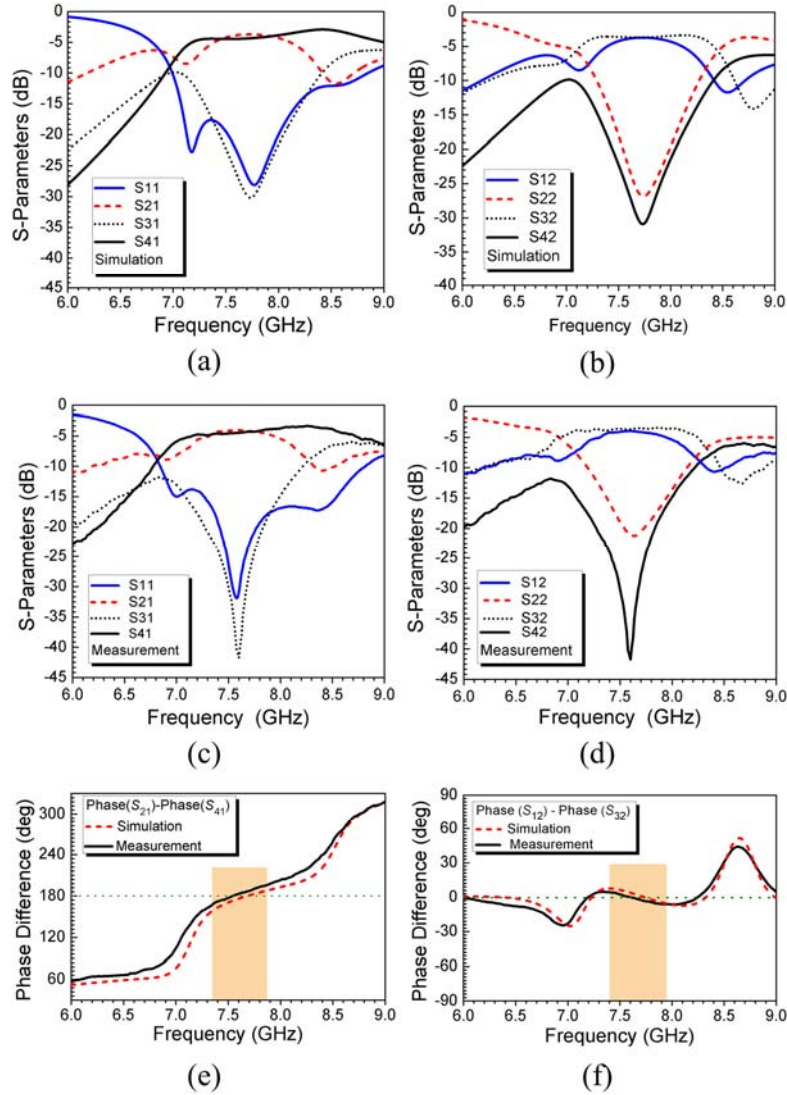 0
-5
-10
-15
-20
-25
-30
-35
-40
-45
S-Parameters (dB)
S11
S21
S31
S41
Simulation
6.0 6.5 7.0 7.5 8.0 8.5 9.0
Frequency (GHz)
(a)
0
-5
-10
-15
-20
-25
-30
-35
-40
S-Parameters (dB)
S12
S22
S32
S42
Simulation
6.0 6.5 7.0 7.5 8.0 8.5 9.0
Frequency (GHz)
(b)
0
-5
-10
-15
-20
-25
-30
-35
-40
-45
S-Parameters (dB)
S11
S21
S31
S41
Measurement
6.0 6.5 7.0 7.5 8.0 8.5 9.0
Frequency (GHz)
(c)
0
-5
-10
-15
-20
-25
-30
-35
-40
-45
S-Parameters (dB)
S12
S22
S32
S42
Measurement
6.0 6.5 7.0 7.5 8.0 8.5 9.0
Frequency (GHz)
(d)
300
240
180
120
60
Phase Difference (deg)
Phase(S21)-Phase(S41)
Simulation
Measurement
6.0 6.5 7.0 7.5 8.0 8.5 9.0
Frequency (GHz)
(e)
90
60
30
0
-30
-60
-90
Phase Difference (deg)
Phase (S12) - Phase (S32)
Simulation
Measurement
6.0 6.5 7.0 7.5 8.0 8.5 9.0
Frequency (GHz)
(f)